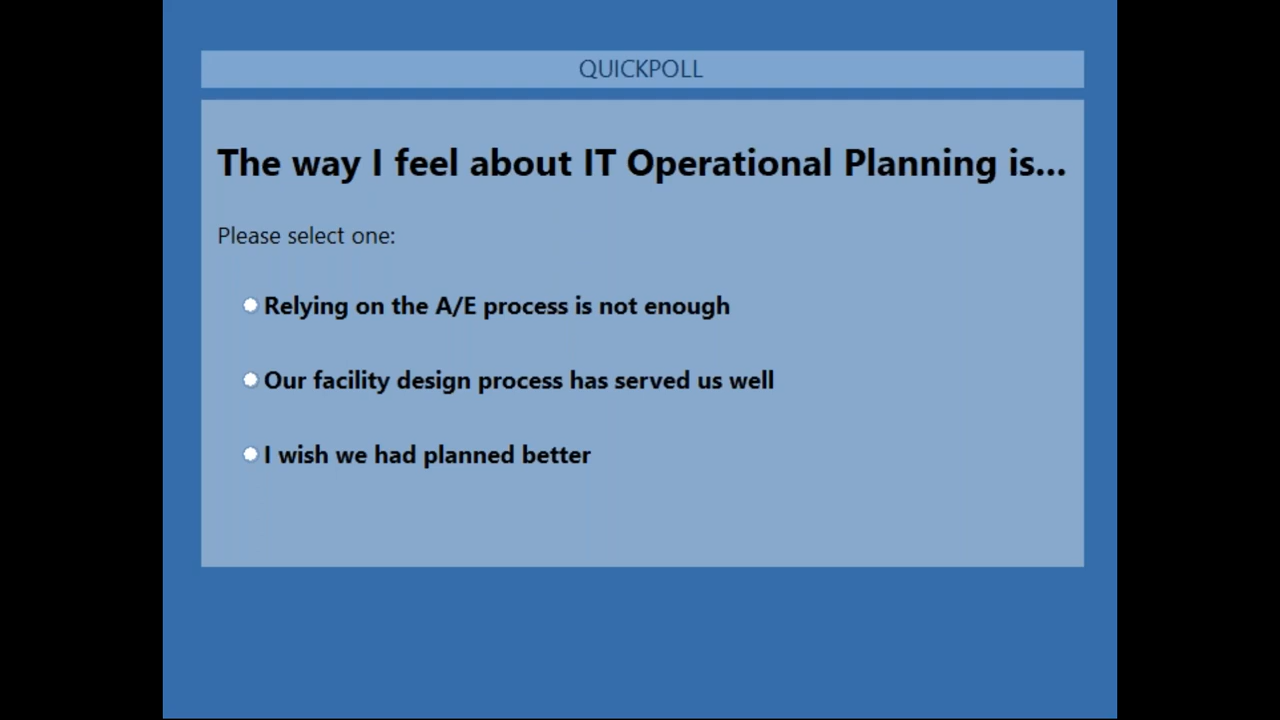 QUICKPOLL
The way I feel about IT Operational Planning is...
Please select one:
Relying on the A/E process is not enough
Our facility design process has served us well
I wish we had planned better